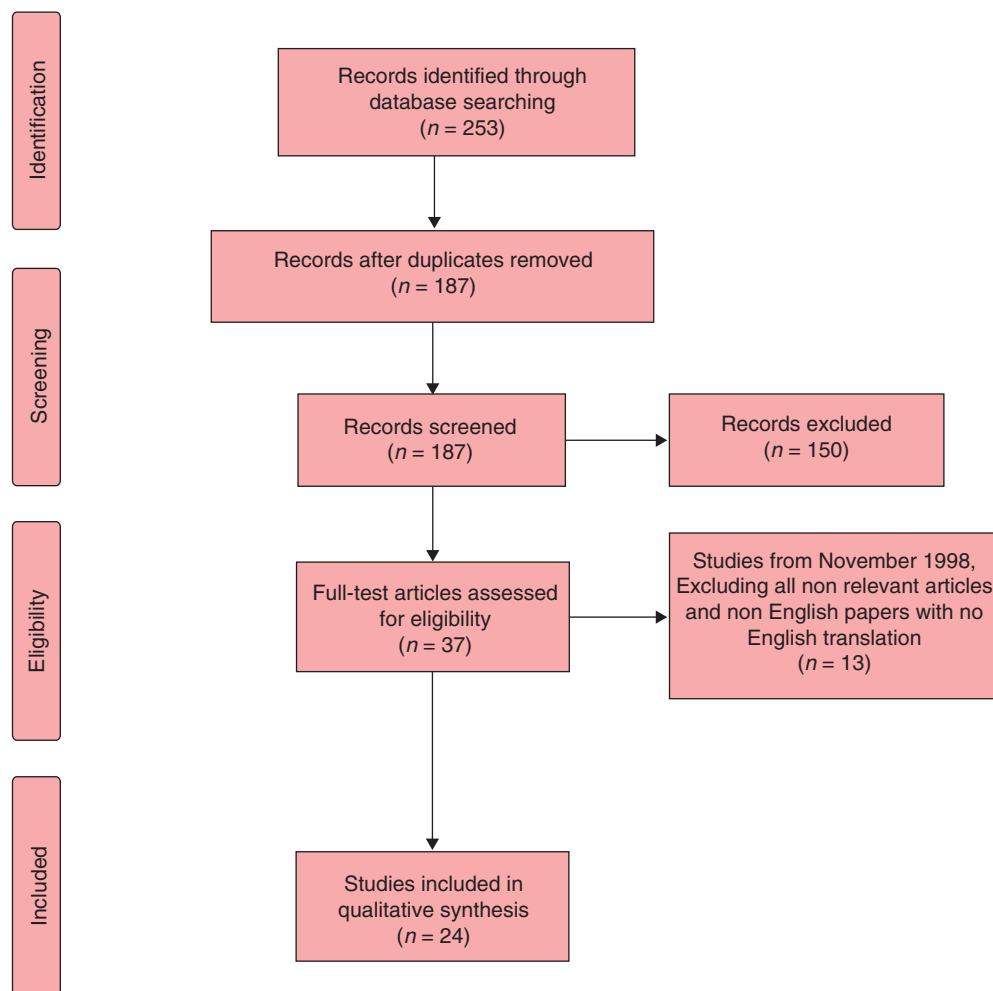 Identification
Records identified through
database searching
(n = 253)
Records after duplicates removed
(n = 187)
Screening
Records screened
(n = 187)
Records excluded
(n = 150)
Eligibility
Full-test articles assessed
for eligibility
(n = 37)
Studies from November 1998,
Excluding all non relevant articles
and non English papers with no
English translation
(n = 13)
Included
Studies included in
qualitative synthesis
(n = 24)